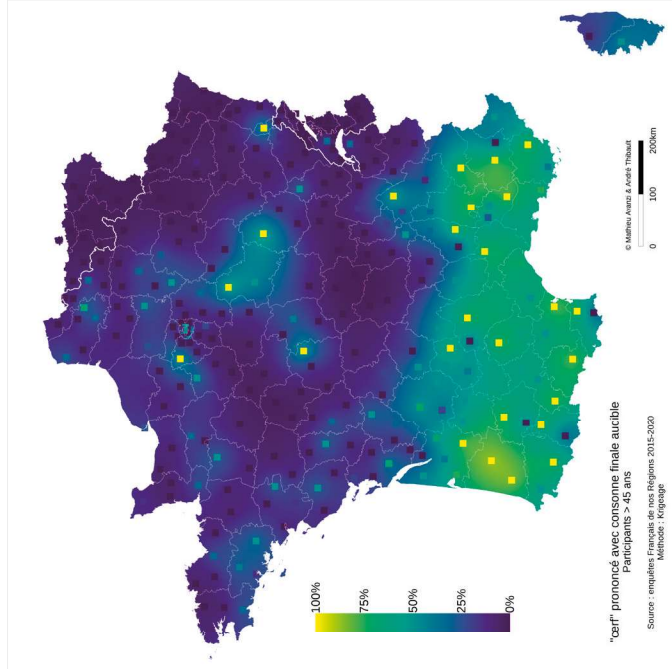 © Mathieu Avanzi & André Thibault
0 100 200km
100%
75%
50%
25%
0%
"cerf" prononcé avec consonne finale audible
Participants > 45 ans
Source : enquêtes Français de nos Régions 2015-2020
Méthode : Krigeage